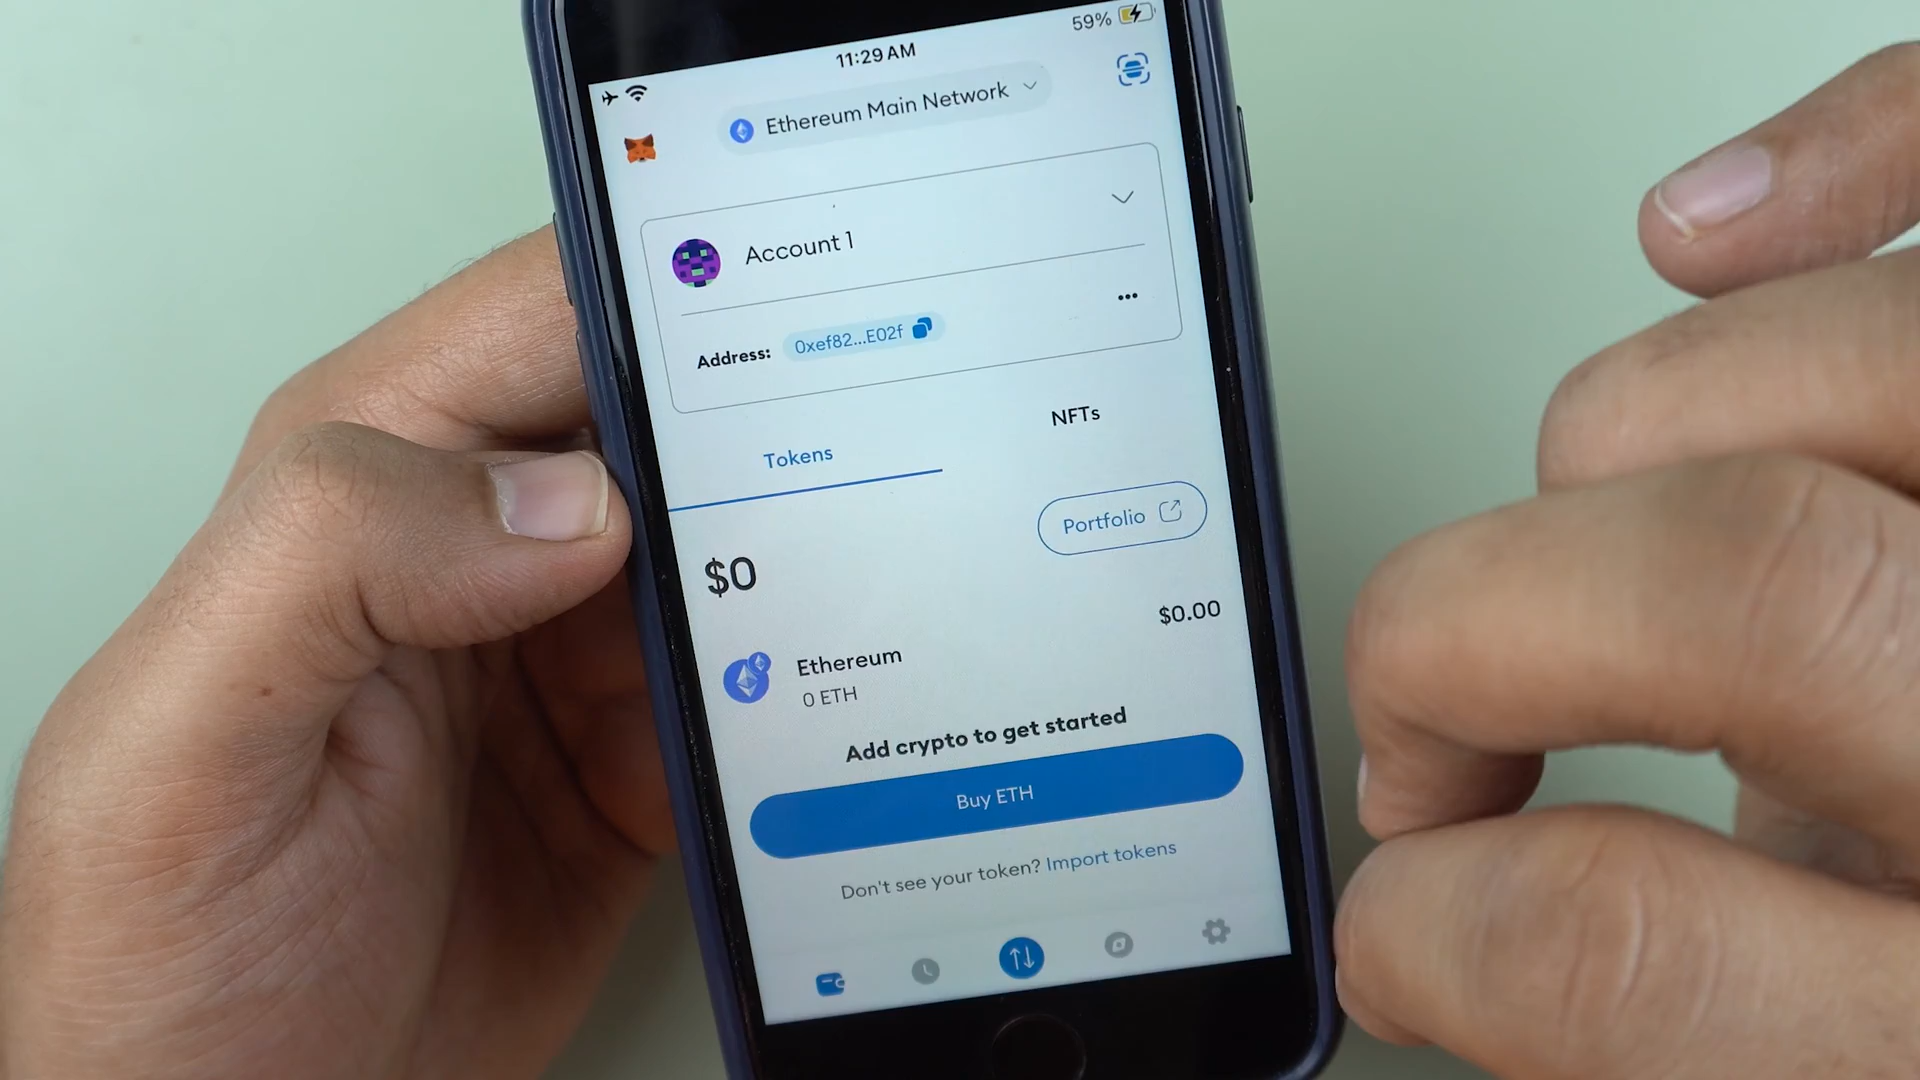 59%
11:29 AM
Ethereum Main Network
Account 1
Address: 0xef82...E02f
Tokens
NFTs
Portfolio
$0
$0.00
Ethereum
0 ETH
Add crypto to get started
Buy ETH
Don't see your token? Import tokens